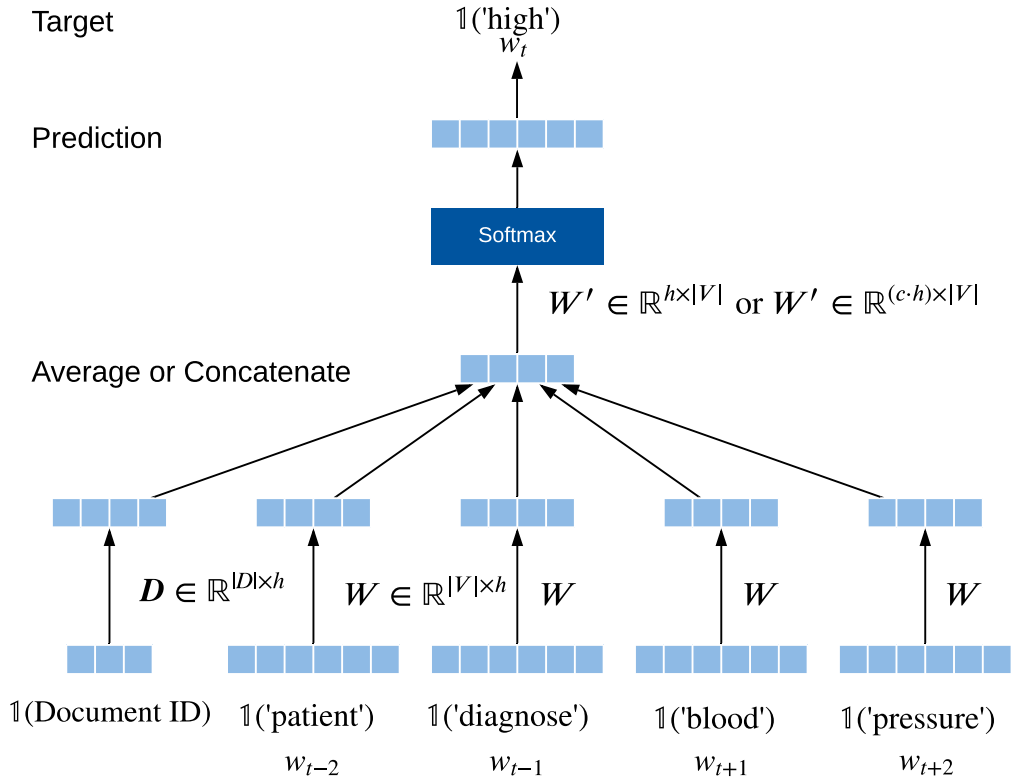 Target
𝟙('high')
wₜ
Prediction
Softmax
W′ ∈ ℝ^{h×|V|} or W′ ∈ ℝ^{(c·h)×|V|}
Average or Concatenate
D ∈ ℝ^{|D|×h}
W ∈ ℝ^{|V|×h}
W
W
W
𝟙(Document ID)
𝟙('patient')
𝟙('diagnose')
𝟙('blood')
𝟙('pressure')
w_{t−2}
w_{t−1}
w_{t+1}
w_{t+2}